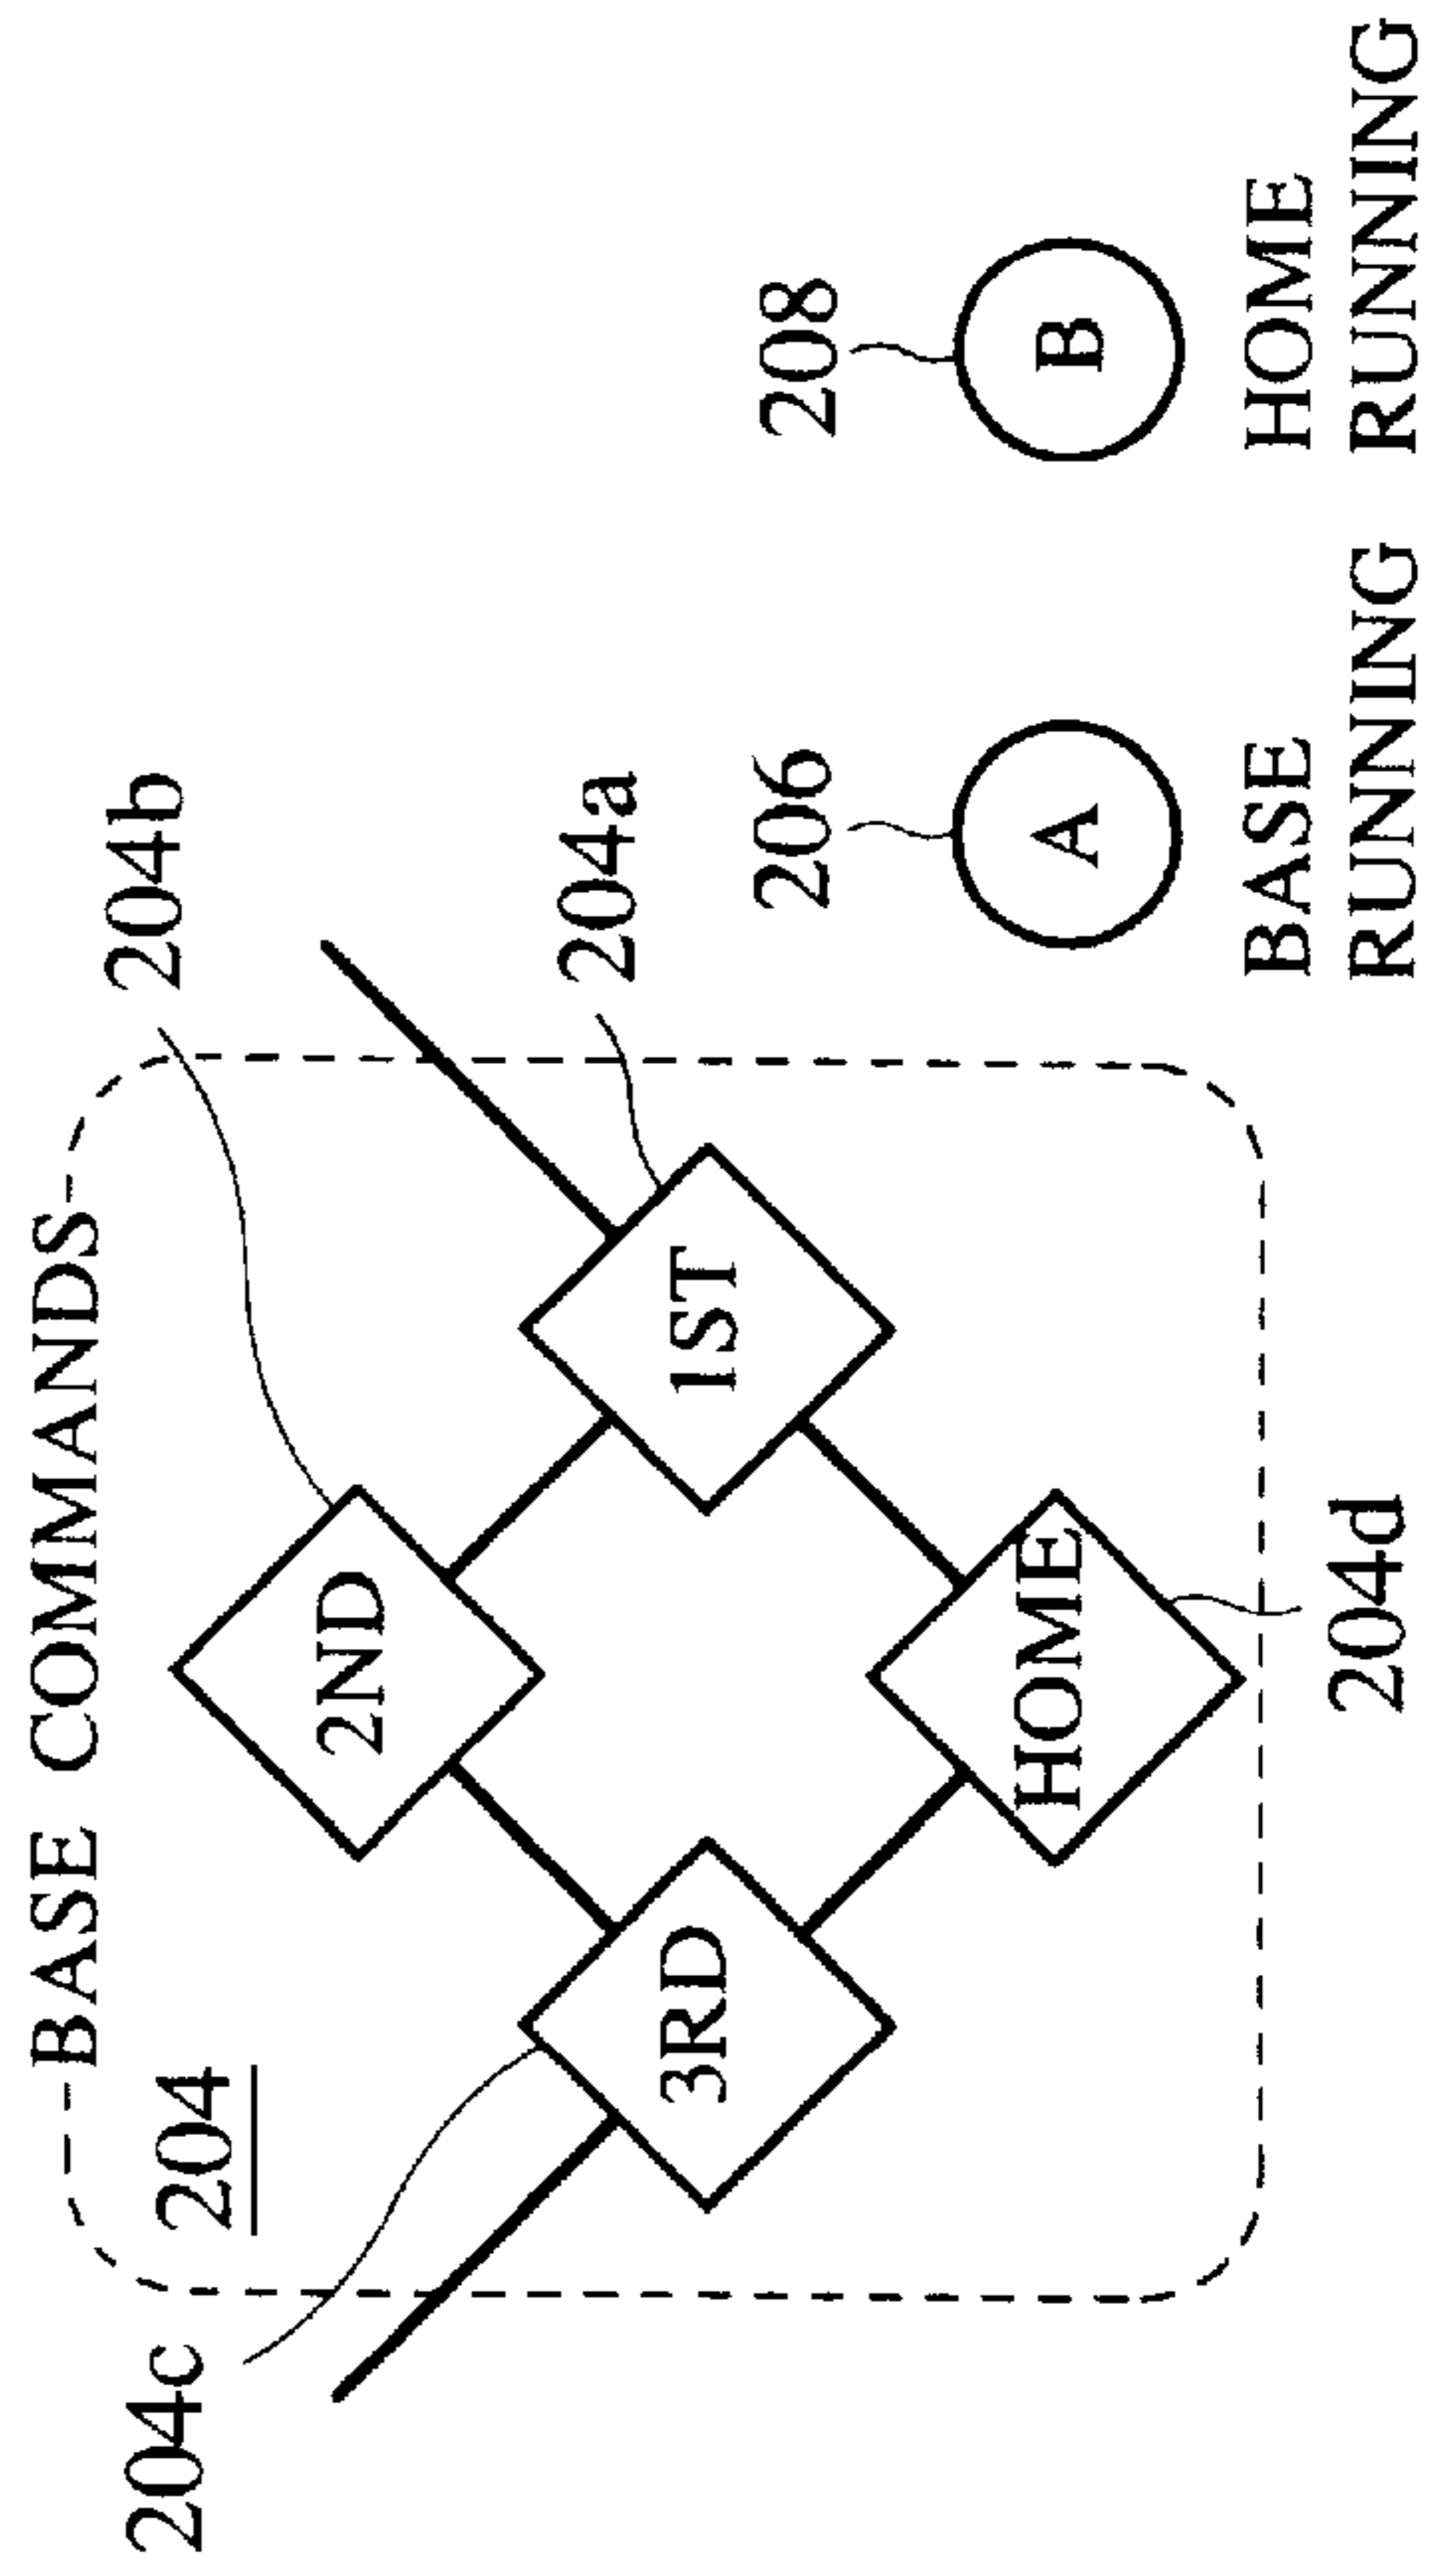 BASE COMMANDS
204
204c
204b
2ND
204a
3RD
1ST
206
208
HOME
A
B
204d
BASE
RUNNING
HOME
RUNNING